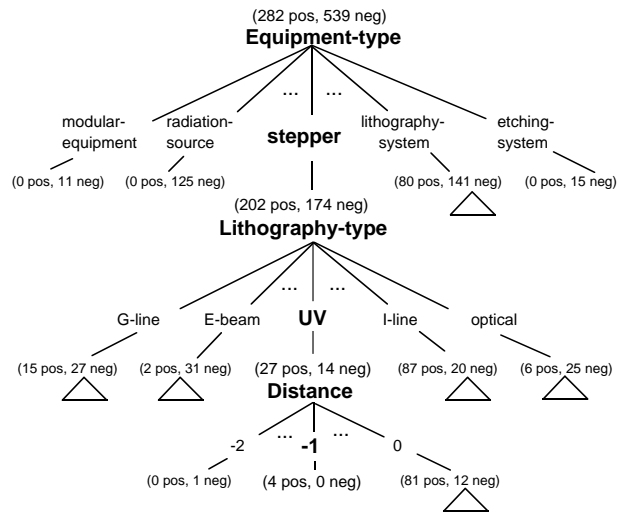 (282 pos, 539 neg)
Equipment-type
... ...
modular-equipment radiation-source stepper lithography-system etching-system
(0 pos, 11 neg) (0 pos, 125 neg) (80 pos, 141 neg) (0 pos, 15 neg)
(202 pos, 174 neg)
Lithography-type
... ...
G-line E-beam UV I-line optical
(15 pos, 27 neg) (2 pos, 31 neg) (27 pos, 14 neg) (87 pos, 20 neg) (6 pos, 25 neg)
Distance
-2 ... -1 ... 0
(0 pos, 1 neg) (4 pos, 0 neg) (81 pos, 12 neg)